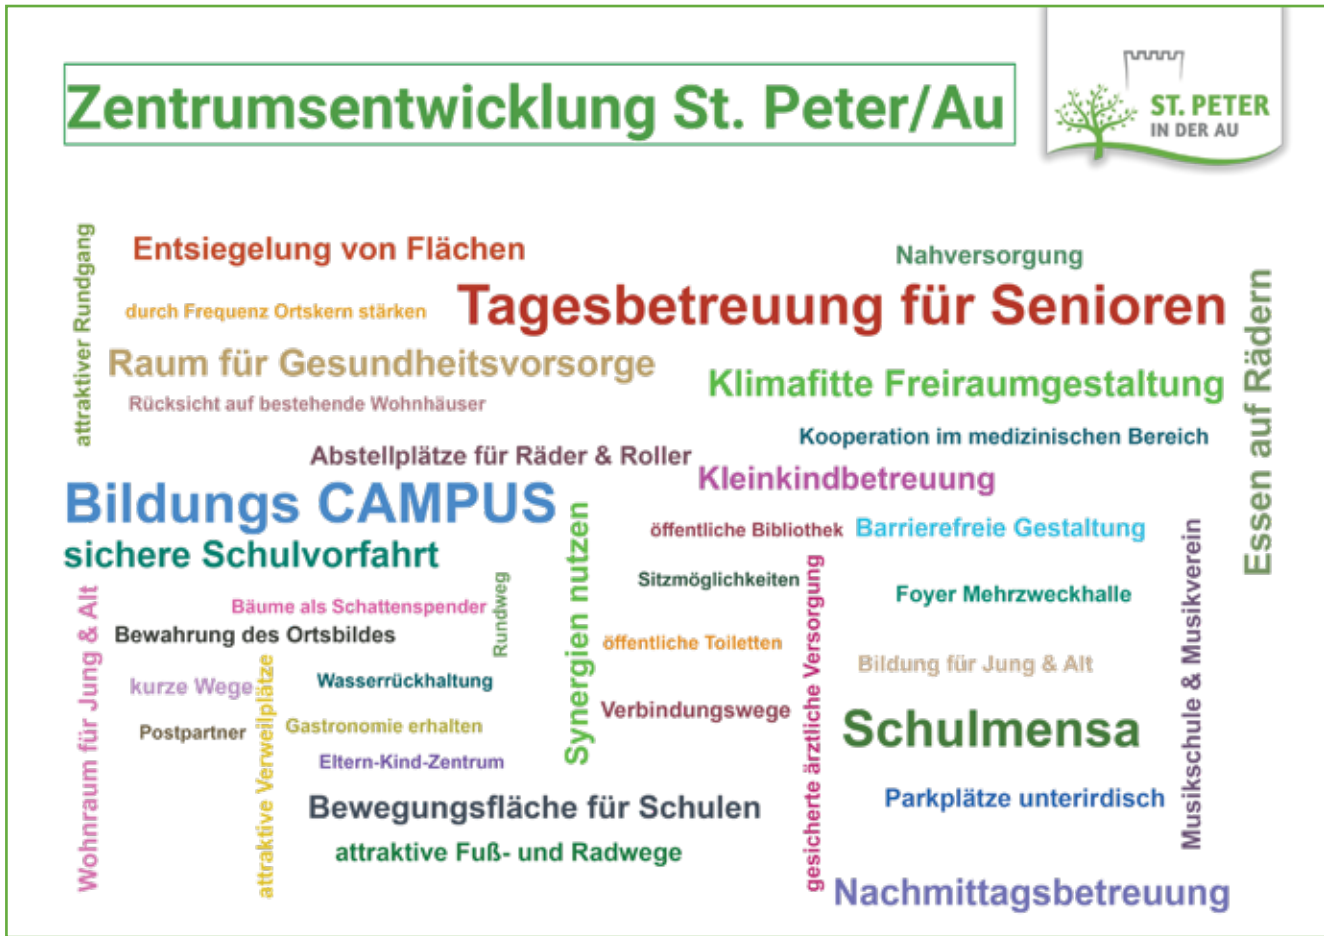 Zentrumsentwicklung St. Peter/Au
ST. PETER
IN DER AU
attraktiver Rundgang
Entsiegelung von Flächen
Nahversorgung
durch Frequenz Ortskern stärken
Tagesbetreuung für Senioren
Essen auf Rädern
Raum für Gesundheitsvorsorge
Klimafitte Freiraumgestaltung
Rücksicht auf bestehende Wohnhäuser
Kooperation im medizinischen Bereich
Abstellplätze für Räder & Roller
Kleinkindbetreuung
Bildungs CAMPUS
Synergien nutzen
öffentliche Bibliothek
Barrierefreie Gestaltung
Musikschule & Musikverein
sichere Schulvorfahrt
gesicherte ärztliche Versorgung
Sitzmöglichkeiten
Foyer Mehrzweckhalle
Wohnraum für Jung & Alt
Bäume als Schattenspender
Rundweg
Bewahrung des Ortsbildes
öffentliche Toiletten
Bildung für Jung & Alt
kurze Wege
attraktive Verweilplätze
Wasserrückhaltung
Verbindungswege
Schulmensa
Postpartner
Gastronomie erhalten
Eltern-Kind-Zentrum
Bewegungsfläche für Schulen
Parkplätze unterirdisch
attraktive Fuß- und Radwege
Nachmittagsbetreuung